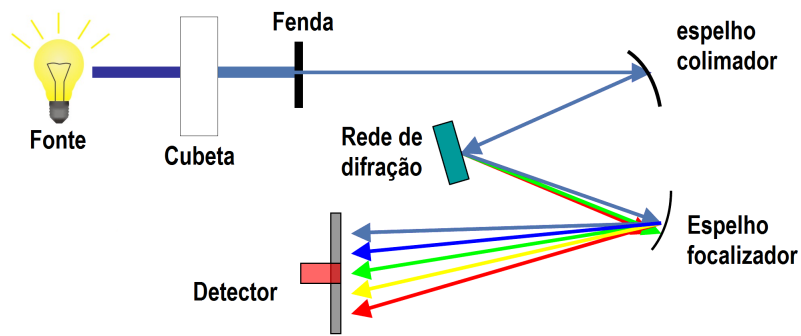 Fenda
espelho
colimador
Fonte
Cubeta
Rede de
difração
Espelho
focalizador
Detector